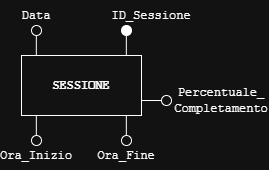 Data
ID_Sessione
SESSIONE
Percentuale_
Completamento
Ora_Inizio
Ora_Fine